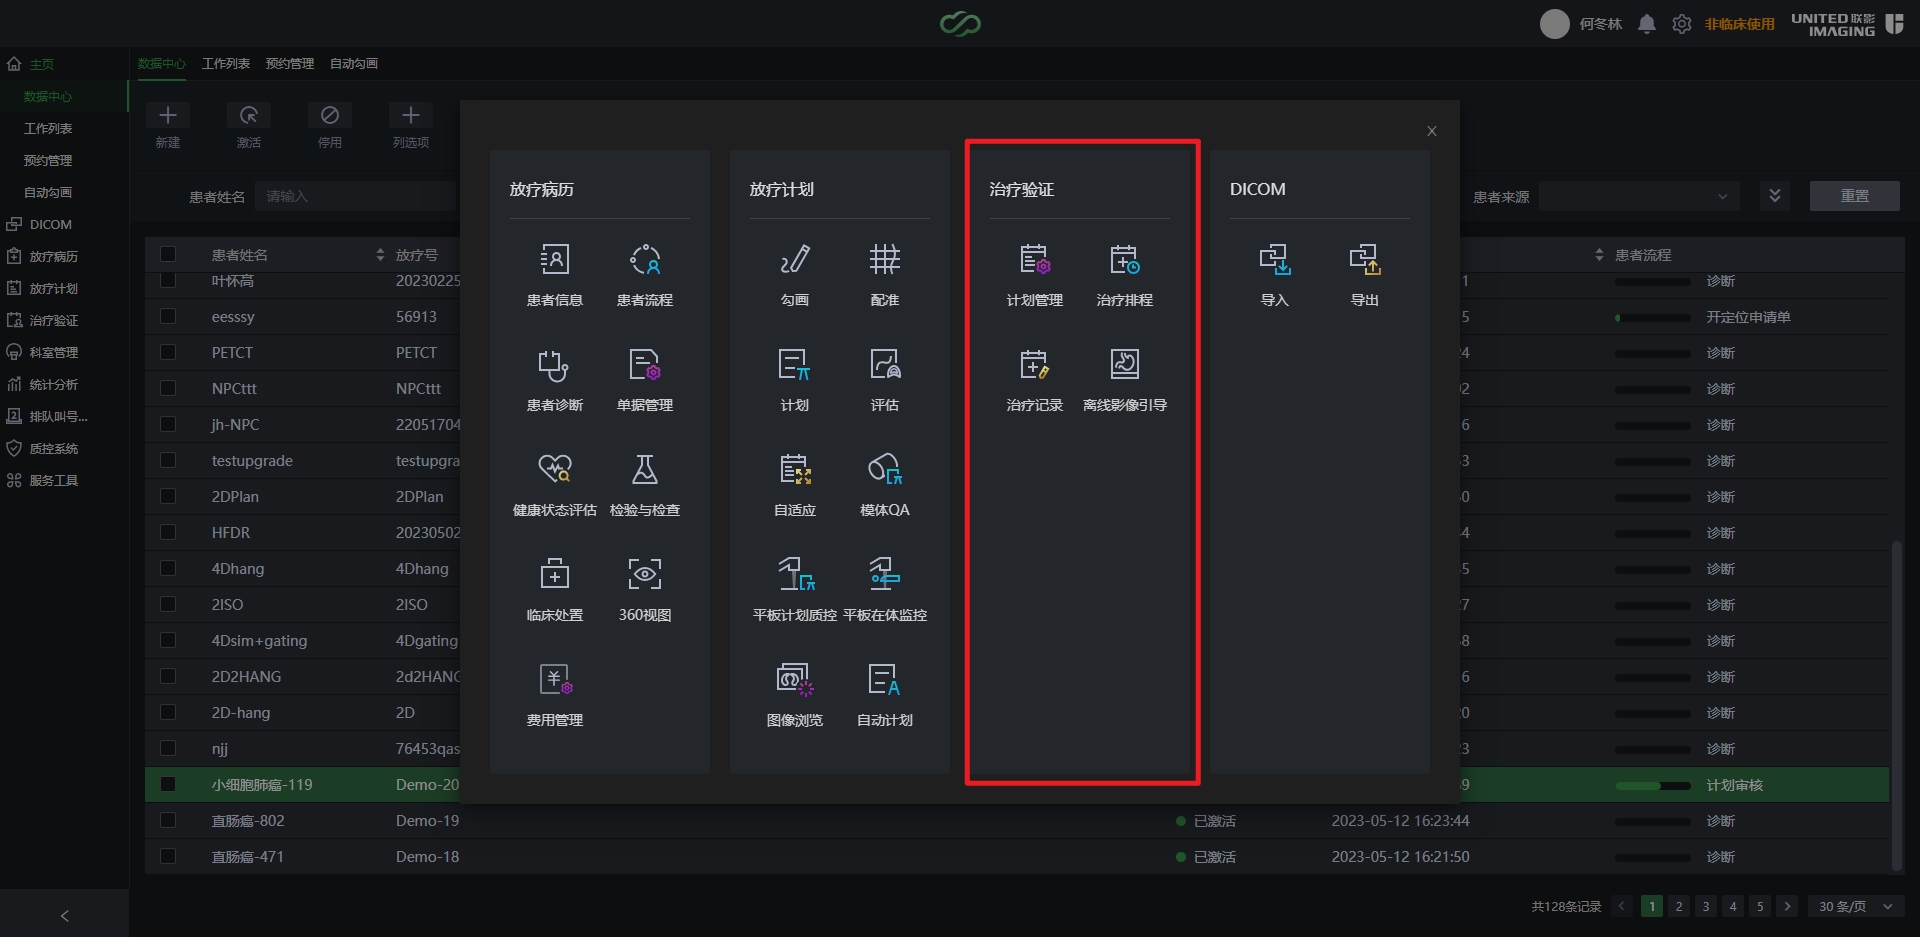 何冬林
非临床使用
UNITED 联影
IMAGING
主页
数据中心
工作列表
预约管理
自动勾画
DICOM
放疗病历
放疗计划
治疗验证
科室管理
统计分析
排队叫号...
质控系统
服务工具
数据中心 工作列表 预约管理 自动勾画
新建 激活 停用 列选项
患者姓名 请输入 患者来源 重置
患者姓名 放疗号 患者流程
叶怀高 20230225 1 诊断
eesssy 56913 5 开定位申请单
PETCT PETCT 24 诊断
NPCttt NPCttt 诊断
jh-NPC 22051704 6 诊断
testupgrade testupgra 诊断
2DPlan 2DPlan 诊断
HFDR 20230502 诊断
4Dhang 4Dhang 诊断
2ISO 2ISO 诊断
4Dsim+gating 4Dgating 诊断
2D2HANG 2d2HANG 6 诊断
2D-hang 2D 诊断
njj 76453qas 诊断
小细胞肺癌-119 Demo-20 计划审核
直肠癌-802 Demo-19 已激活 2023-05-12 16:23:44 诊断
直肠癌-471 Demo-18 已激活 2023-05-12 16:21:50 诊断
共128条记录 1 2 3 4 5 30 条/页
X
放疗病历
患者信息 患者流程
患者诊断 单据管理
健康状态评估 检验与检查
临床处置 360视图
费用管理
放疗计划
勾画 配准
计划 评估
自适应 模体QA
平板计划质控 平板在体监控
图像浏览 自动计划
治疗验证
计划管理 治疗排程
治疗记录 离线影像引导
DICOM
导入 导出